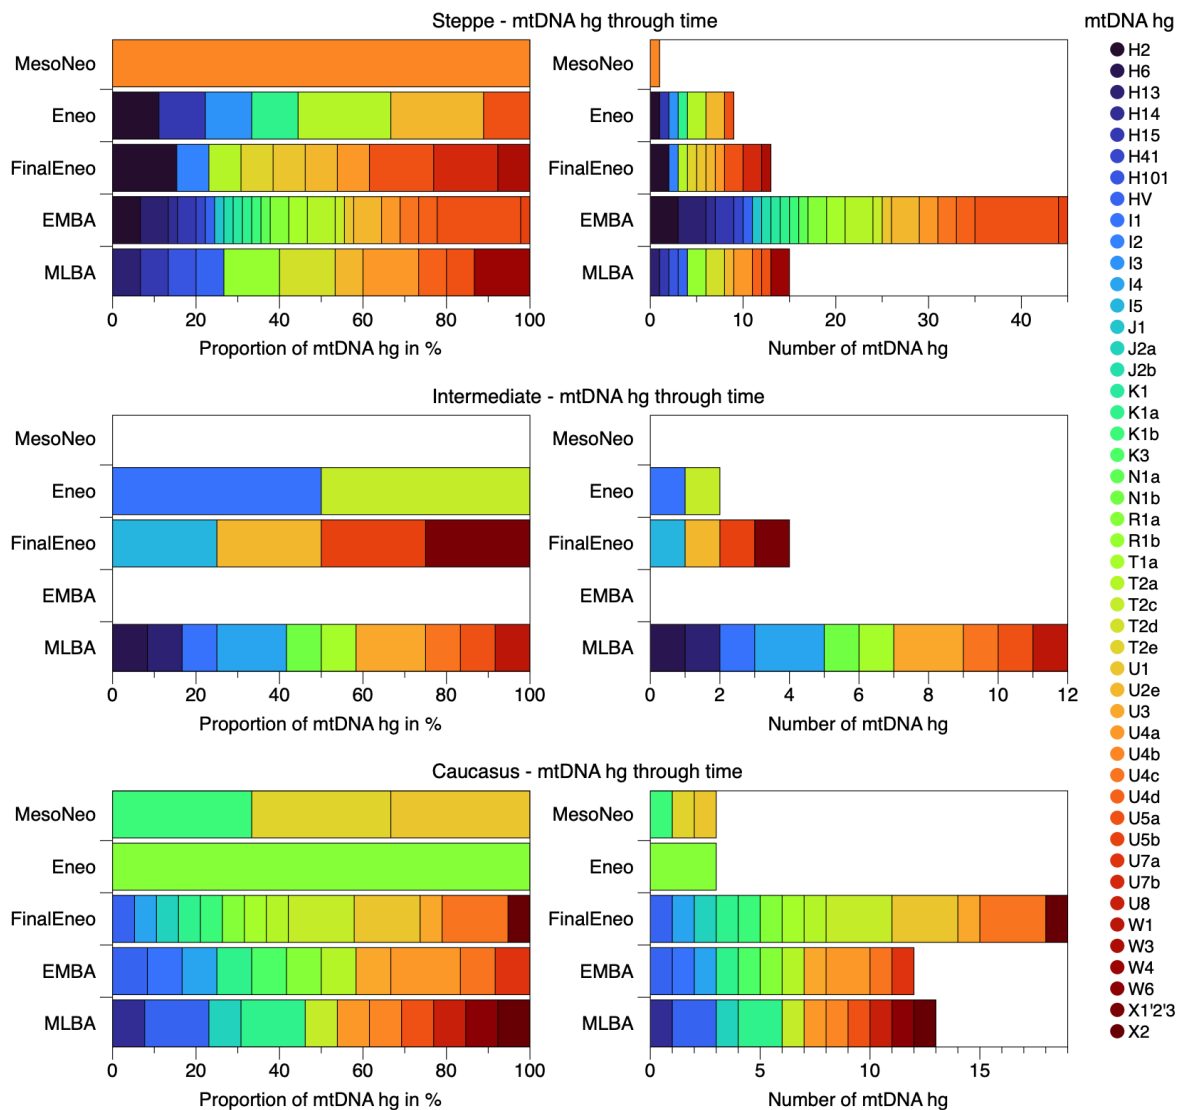 Steppe - mtDNA hg through time
MesoNeo
Eneo
FinalEneo
EMBA
MLBA
0 20 40 60 80 100
Proportion of mtDNA hg in %
MesoNeo
Eneo
FinalEneo
EMBA
MLBA
0 10 20 30 40
Number of mtDNA hg
Intermediate - mtDNA hg through time
MesoNeo
Eneo
FinalEneo
EMBA
MLBA
0 20 40 60 80 100
Proportion of mtDNA hg in %
MesoNeo
Eneo
FinalEneo
EMBA
MLBA
0 2 4 6 8 10 12
Number of mtDNA hg
Caucasus - mtDNA hg through time
MesoNeo
Eneo
FinalEneo
EMBA
MLBA
0 20 40 60 80 100
Proportion of mtDNA hg in %
MesoNeo
Eneo
FinalEneo
EMBA
MLBA
0 5 10 15
Number of mtDNA hg
mtDNA hg
H2
H6
H13
H14
H15
H41
H101
HV
I1
I2
I3
I4
I5
J1
J2a
J2b
K1
K1a
K1b
K3
N1a
N1b
R1a
R1b
T1a
T2a
T2c
T2d
T2e
U1
U2e
U3
U4a
U4b
U4c
U4d
U5a
U5b
U7a
U7b
U8
W1
W3
W4
W6
X1'2'3
X2